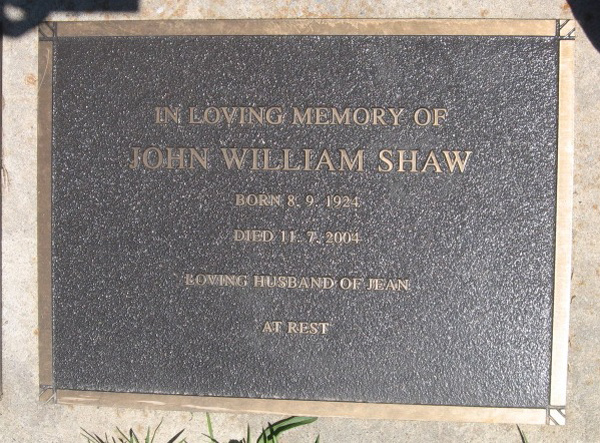 IN LOVING MEMORY OF
JOHN WILLIAM SHAW
BORN 8. 9. 1924
DIED 11. 7. 2004
LOVING HUSBAND OF JEAN
AT REST